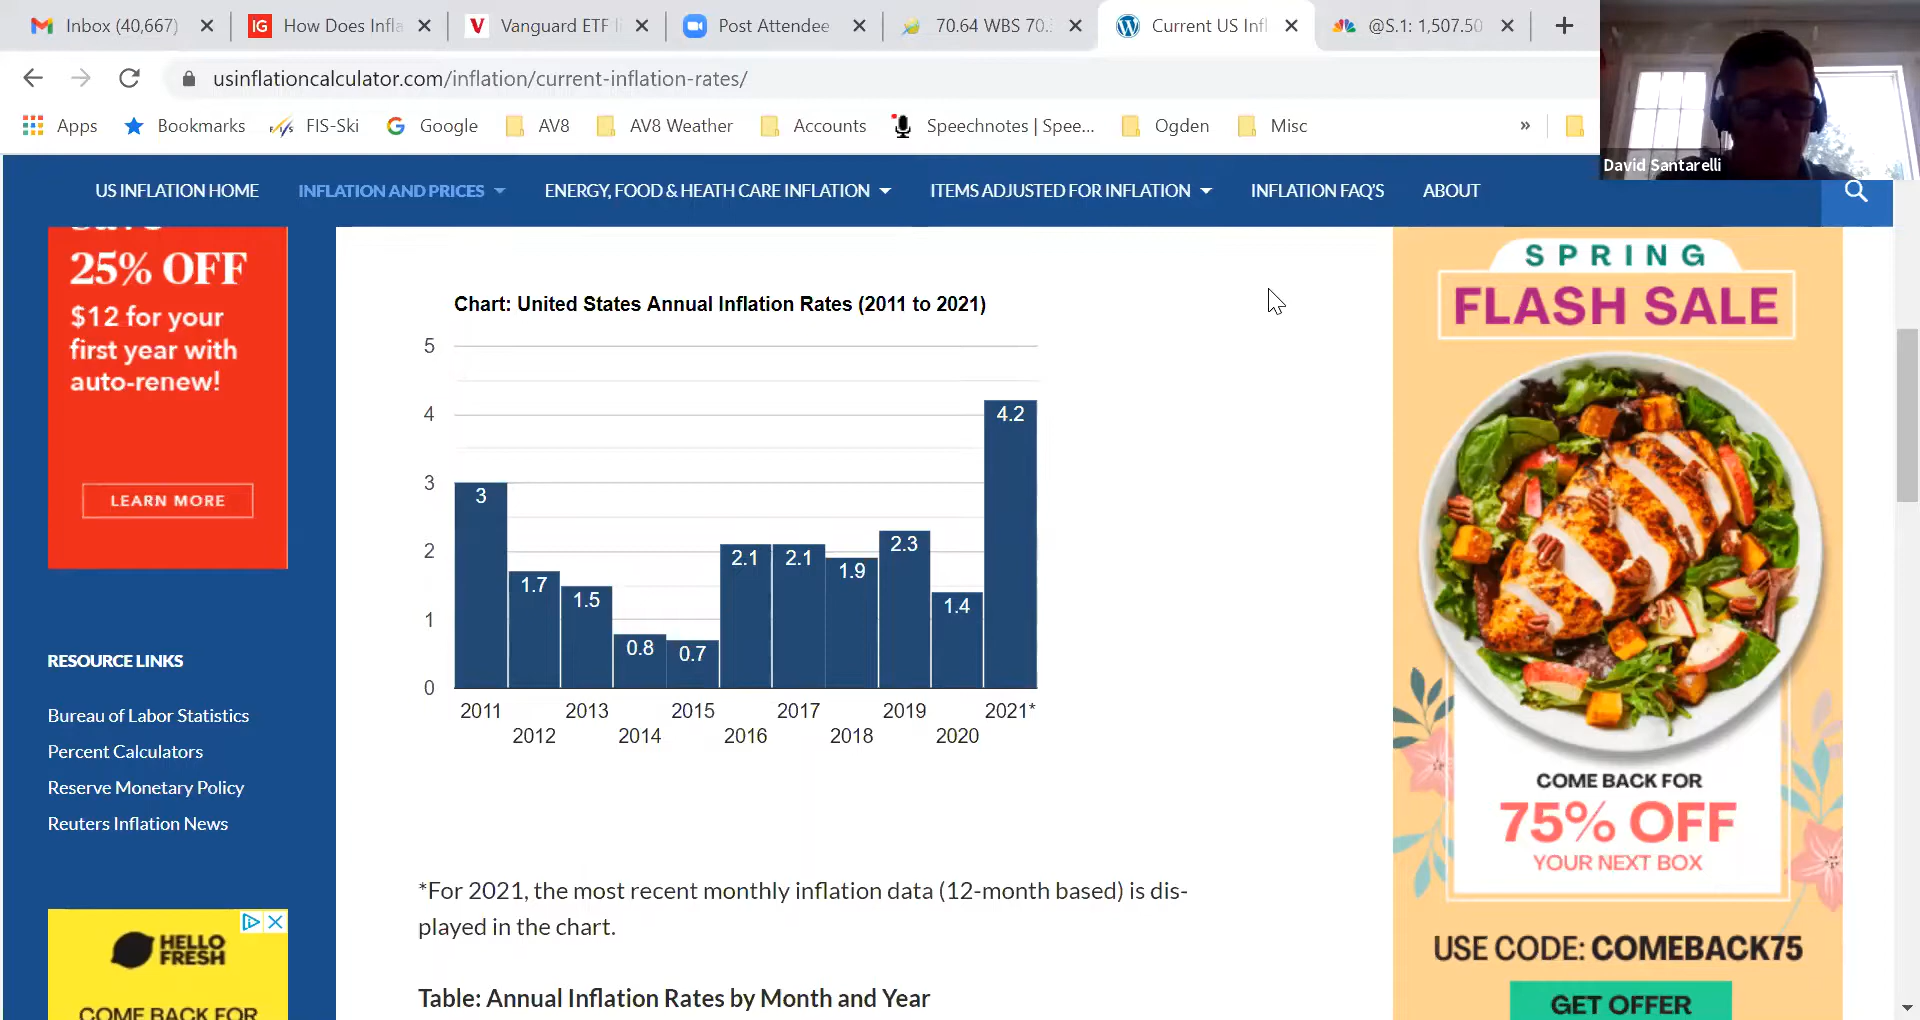 Inbox (40,667)
How Does Infla
Vanguard ETF li
Post Attendee
70.64 WBS 70.
Current US Infl
@S.1: 1,507.50
usinflationcalculator.com/inflation/current-inflation-rates/
Apps
Bookmarks
FIS-Ski
Google
AV8
AV8 Weather
Accounts
Speechnotes | Spee...
Ogden
Misc
»
David Santarelli
US INFLATION HOME
INFLATION AND PRICES
ENERGY, FOOD & HEATH CARE INFLATION
ITEMS ADJUSTED FOR INFLATION
INFLATION FAQ'S
ABOUT
25% OFF
$12 for your
first year with
auto-renew!
LEARN MORE
RESOURCE LINKS
Bureau of Labor Statistics
Percent Calculators
Reserve Monetary Policy
Reuters Inflation News
HELLO
FRESH
COME BACK FOR
Chart: United States Annual Inflation Rates (2011 to 2021)
5
4
3
2
1
0
3
1.7
1.5
0.8
0.7
2.1
2.1
1.9
2.3
1.4
4.2
2011
2012
2013
2014
2015
2016
2017
2018
2019
2020
2021*
*For 2021, the most recent monthly inflation data (12-month based) is dis-
played in the chart.
Table: Annual Inflation Rates by Month and Year
SPRING
FLASH SALE
COME BACK FOR
75% OFF
YOUR NEXT BOX
USE CODE: COMEBACK75
GET OFFER